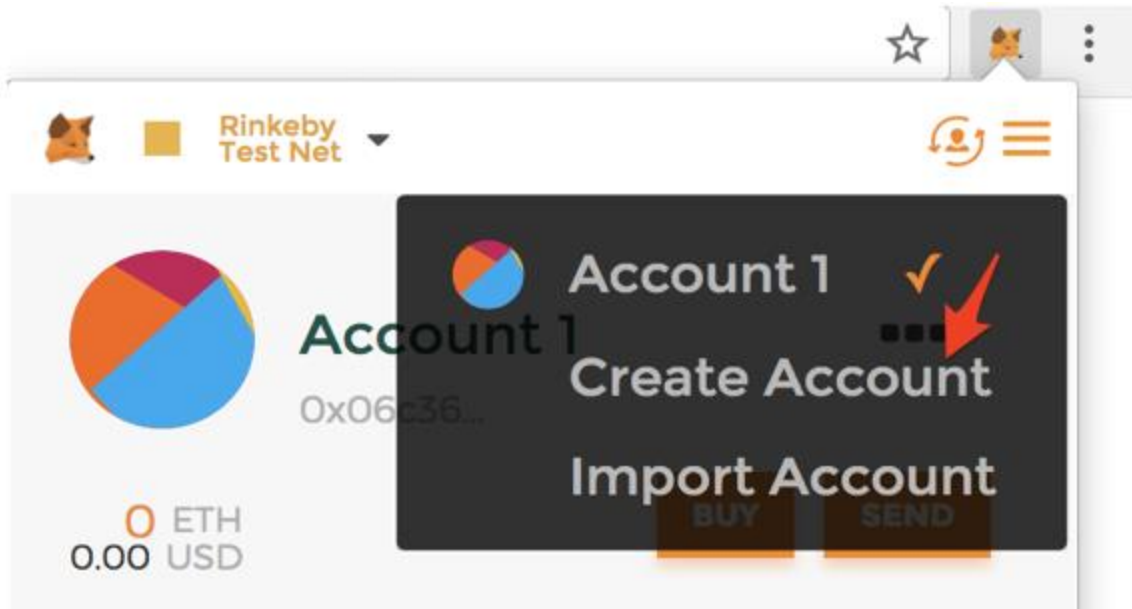 Rinkeby
Test Net
Account 1
Create Account
Import Account
Account 1
0x06c36...
BUY SEND
0 ETH
0.00 USD